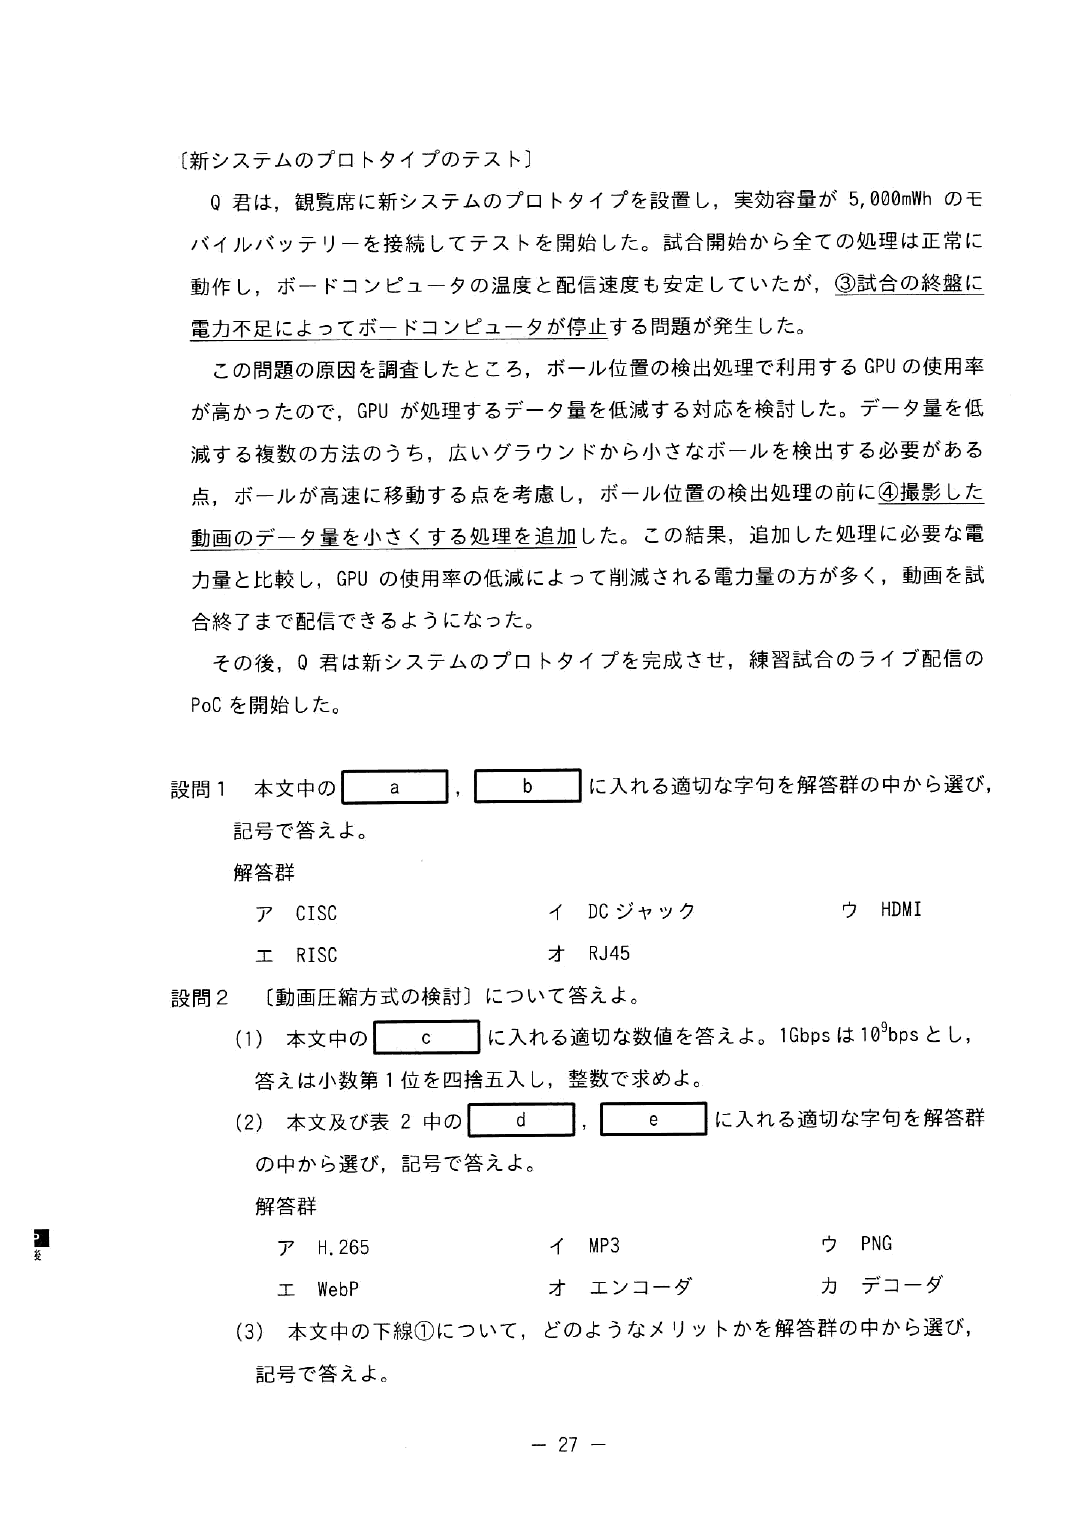 〔新システムのプロトタイプのテスト〕
Q 君は，観覧席に新システムのプロトタイプを設置し，実効容量が 5,000mWh のモ
バイルバッテリーを接続してテストを開始した。試合開始から全ての処理は正常に
動作し，ボードコンピュータの温度と配信速度も安定していたが，③試合の終盤に
電力不足によってボードコンピュータが停止する問題が発生した。
この問題の原因を調査したところ，ボール位置の検出処理で利用する GPU の使用率
が高かったので，GPU が処理するデータ量を低減する対応を検討した。データ量を低
減する複数の方法のうち，広いグラウンドから小さなボールを検出する必要がある
点，ボールが高速に移動する点を考慮し，ボール位置の検出処理の前に④撮影した
動画のデータ量を小さくする処理を追加した。この結果，追加した処理に必要な電
力量と比較し，GPU の使用率の低減によって削減される電力量の方が多く，動画を試
合終了まで配信できるようになった。
その後，Q 君は新システムのプロトタイプを完成させ，練習試合のライブ配信の
PoC を開始した。
設問1 本文中の a ， b に入れる適切な字句を解答群の中から選び，
記号で答えよ。
解答群
ア CISC イ DC ジャック ウ HDMI
エ RISC オ RJ45
設問2 〔動画圧縮方式の検討〕について答えよ。
(1) 本文中の c に入れる適切な数値を答えよ。1Gbps は 10⁹bps とし，
答えは小数第1位を四捨五入し，整数で求めよ。
(2) 本文及び表 2 中の d ， e に入れる適切な字句を解答群
の中から選び，記号で答えよ。
解答群
ア H.265 イ MP3 ウ PNG
エ WebP オ エンコーダ カ デコーダ
(3) 本文中の下線①について，どのようなメリットかを解答群の中から選び，
記号で答えよ。
― 27 ―